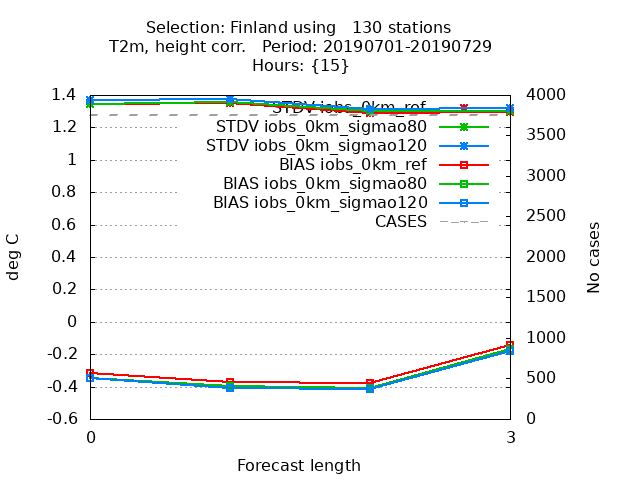 Selection: Finland using   130 stations
T2m, height corr.   Period: 20190701-20190729
Hours: {15}
1.4
1.2
1
0.8
0.6
0.4
0.2
0
-0.2
-0.4
-0.6
4000
3500
3000
2500
2000
1500
1000
500
0
STDV iobs_0km_ref
STDV iobs_0km_sigmao80
STDV iobs_0km_sigmao120
BIAS iobs_0km_ref
BIAS iobs_0km_sigmao80
BIAS iobs_0km_sigmao120
CASES
deg C
No cases
0
3
Forecast length